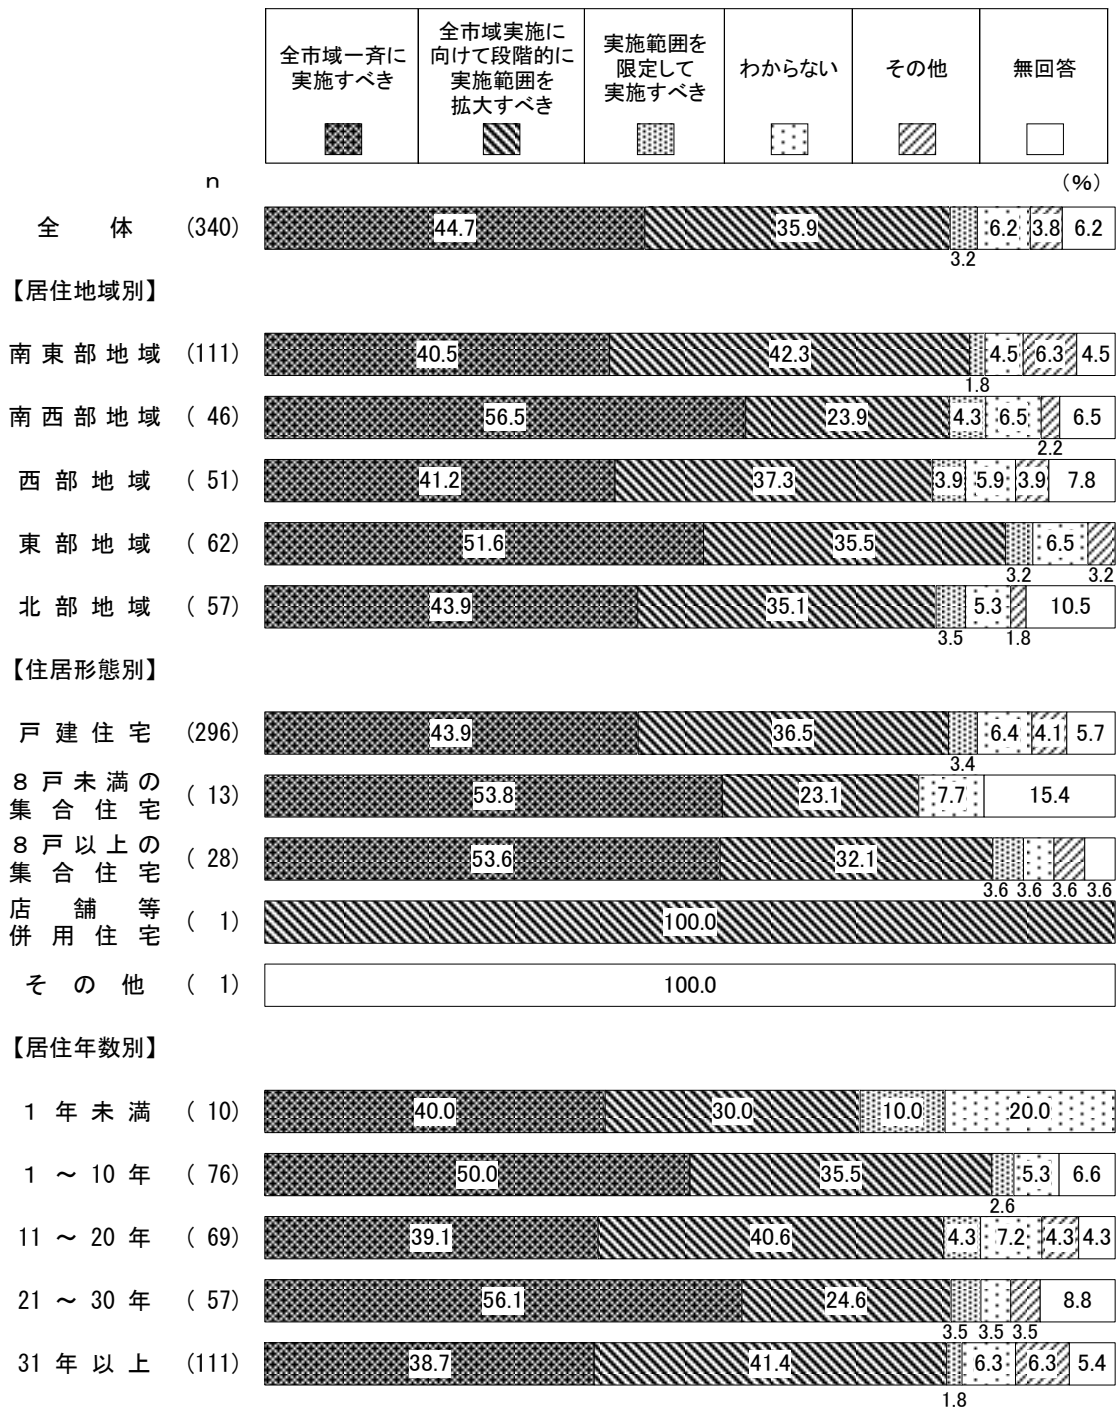 全市域一斉に
実施すべき
全市域実施に
向けて段階的に
実施範囲を
拡大すべき
実施範囲を
限定して
実施すべき
わからない
その他
無回答
n
(%)
全体 (340) 44.7 35.9 3.2 6.2 3.8 6.2
【居住地域別】
南東部地域 (111) 40.5 42.3 1.8 4.5 6.3 4.5
南西部地域 ( 46) 56.5 23.9 4.3 6.5 2.2 6.5
西部地域 ( 51) 41.2 37.3 3.9 5.9 3.9 7.8
東部地域 ( 62) 51.6 35.5 3.2 6.5 3.2
北部地域 ( 57) 43.9 35.1 3.5 5.3 1.8 10.5
【住居形態別】
戸建住宅 (296) 43.9 36.5 3.4 6.4 4.1 5.7
８戸未満の
集合住宅 ( 13) 53.8 23.1 7.7 15.4
８戸以上の
集合住宅 ( 28) 53.6 32.1 3.6 3.6 3.6 3.6
店舗等
併用住宅 ( 1) 100.0
その他 ( 1) 100.0
【居住年数別】
１年未満 ( 10) 40.0 30.0 10.0 20.0
１～10年 ( 76) 50.0 35.5 2.6 5.3 6.6
11～20年 ( 69) 39.1 40.6 4.3 7.2 4.3 4.3
21～30年 ( 57) 56.1 24.6 3.5 3.5 3.5 8.8
31年以上 (111) 38.7 41.4 1.8 6.3 6.3 5.4